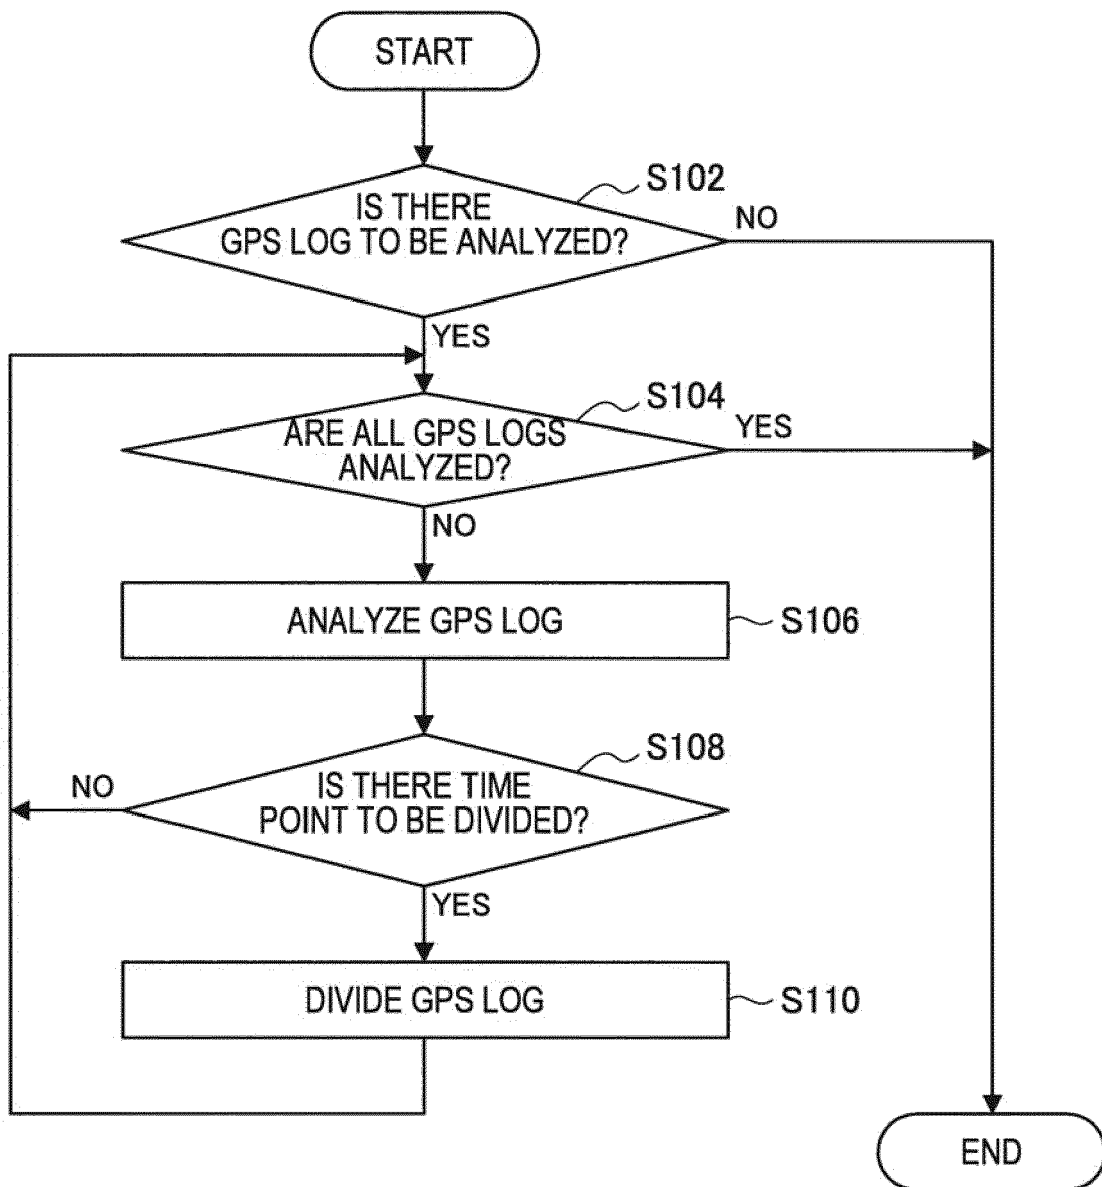 START
S102
IS THERE
GPS LOG TO BE ANALYZED?
NO
YES
S104
ARE ALL GPS LOGS
ANALYZED?
YES
NO
ANALYZE GPS LOG
S106
S108
IS THERE TIME
POINT TO BE DIVIDED?
NO
YES
DIVIDE GPS LOG
S110
END